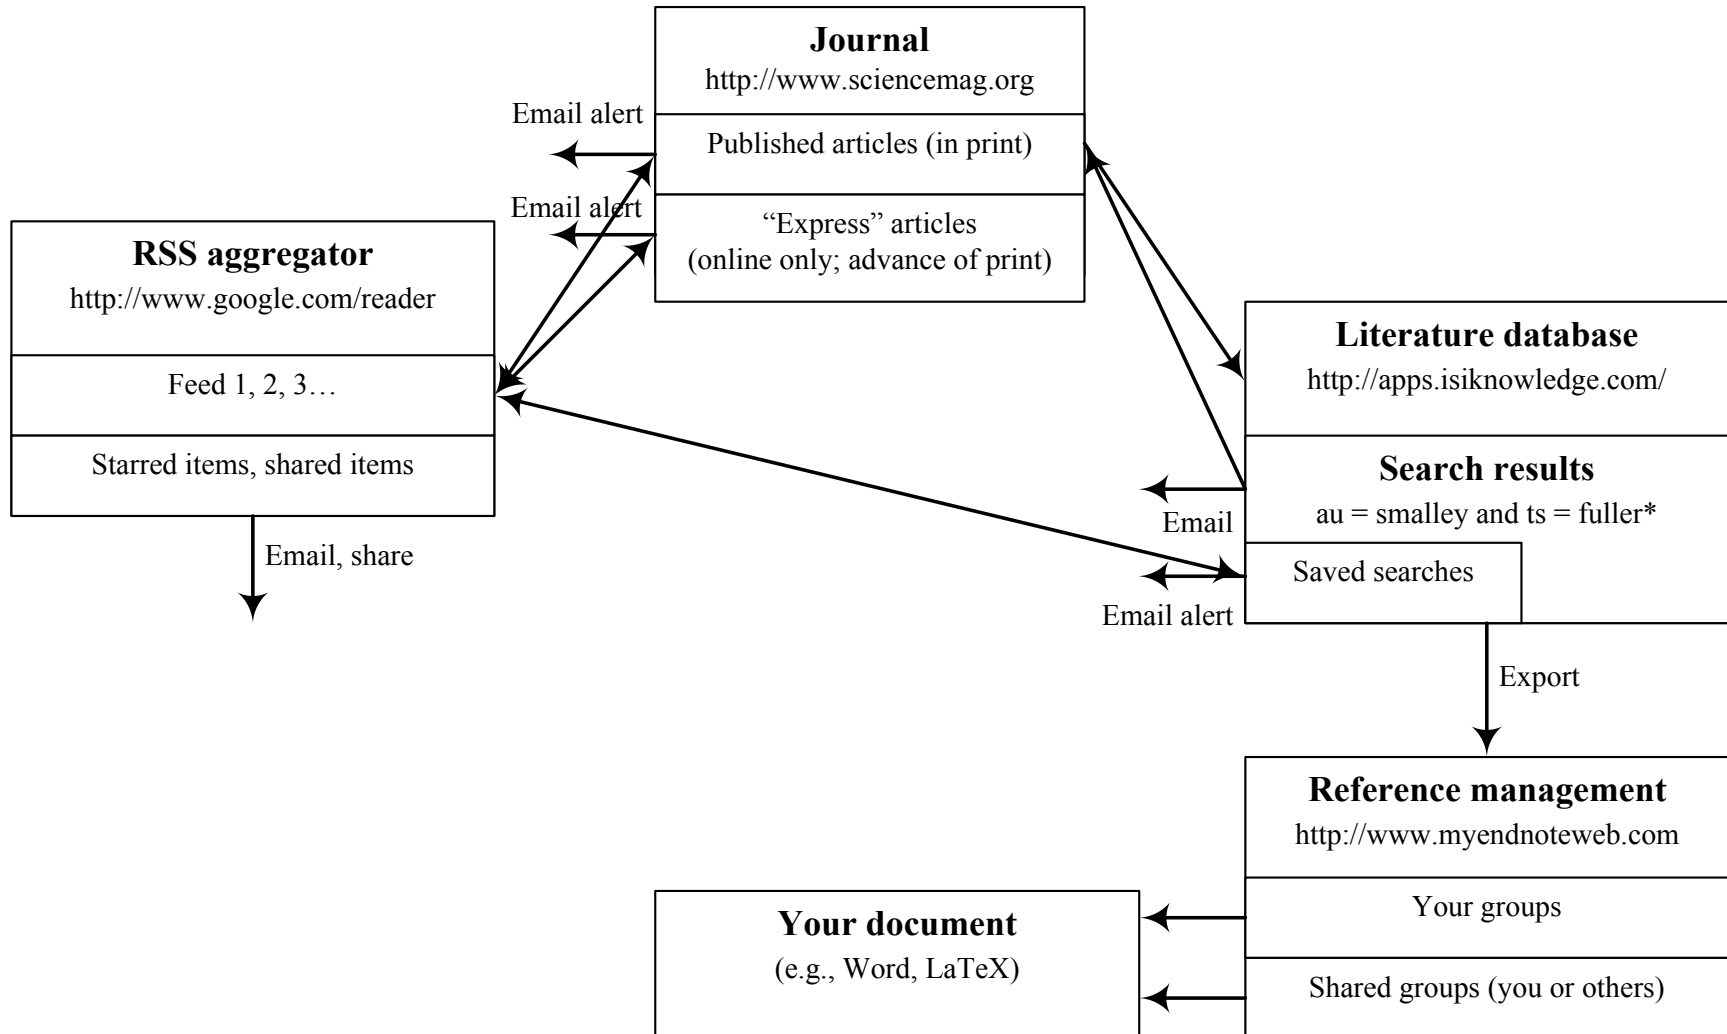 Journal
http://www.sciencemag.org
Email alert
Published articles (in print)
Email alert
“Express” articles
(online only; advance of print)
RSS aggregator
http://www.google.com/reader
Feed 1, 2, 3…
Starred items, shared items
Email, share
Literature database
http://apps.isiknowledge.com/
Search results
au = smalley and ts = fuller*
Email
Saved searches
Email alert
Export
Reference management
http://www.myendnoteweb.com
Your groups
Shared groups (you or others)
Your document
(e.g., Word, LaTeX)